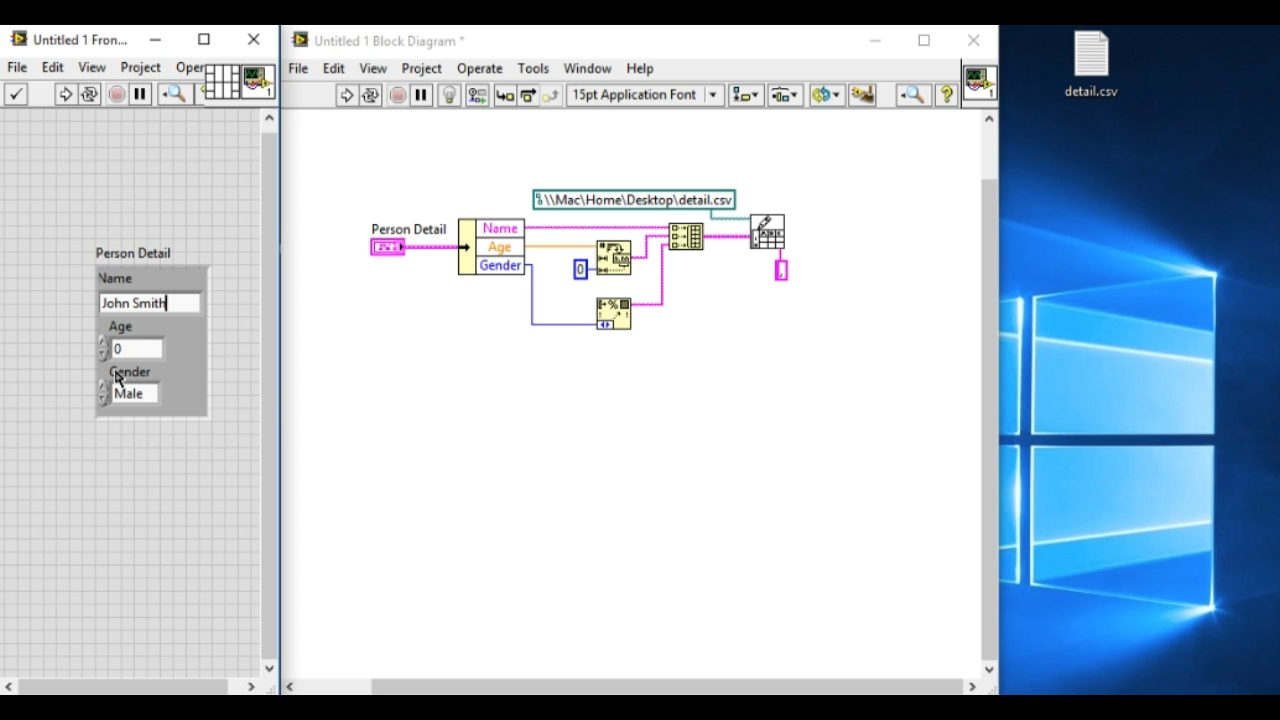 Untitled 1 Fron...
File Edit View Project Oper
Person Detail
Name
John Smith
Age
0
Gender
Male
Untitled 1 Block Diagram *
File Edit View Project Operate Tools Window Help
15pt Application Font
\\Mac\Home\Desktop\detail.csv
Person Detail
Name
Age
Gender
0
,
detail.csv